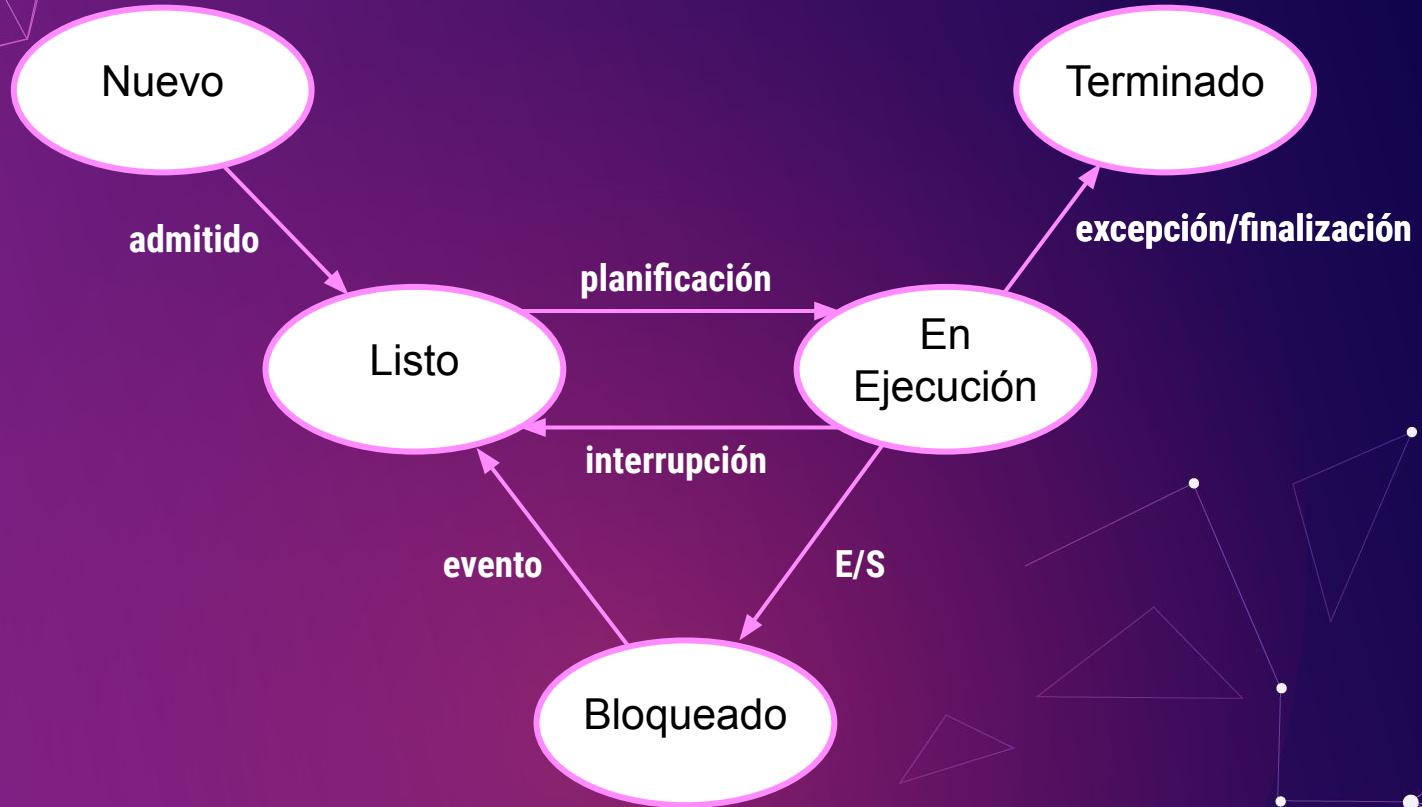 Nuevo
Terminado
admitido
excepción/finalización
planificación
Listo
En
Ejecución
interrupción
evento
E/S
Bloqueado